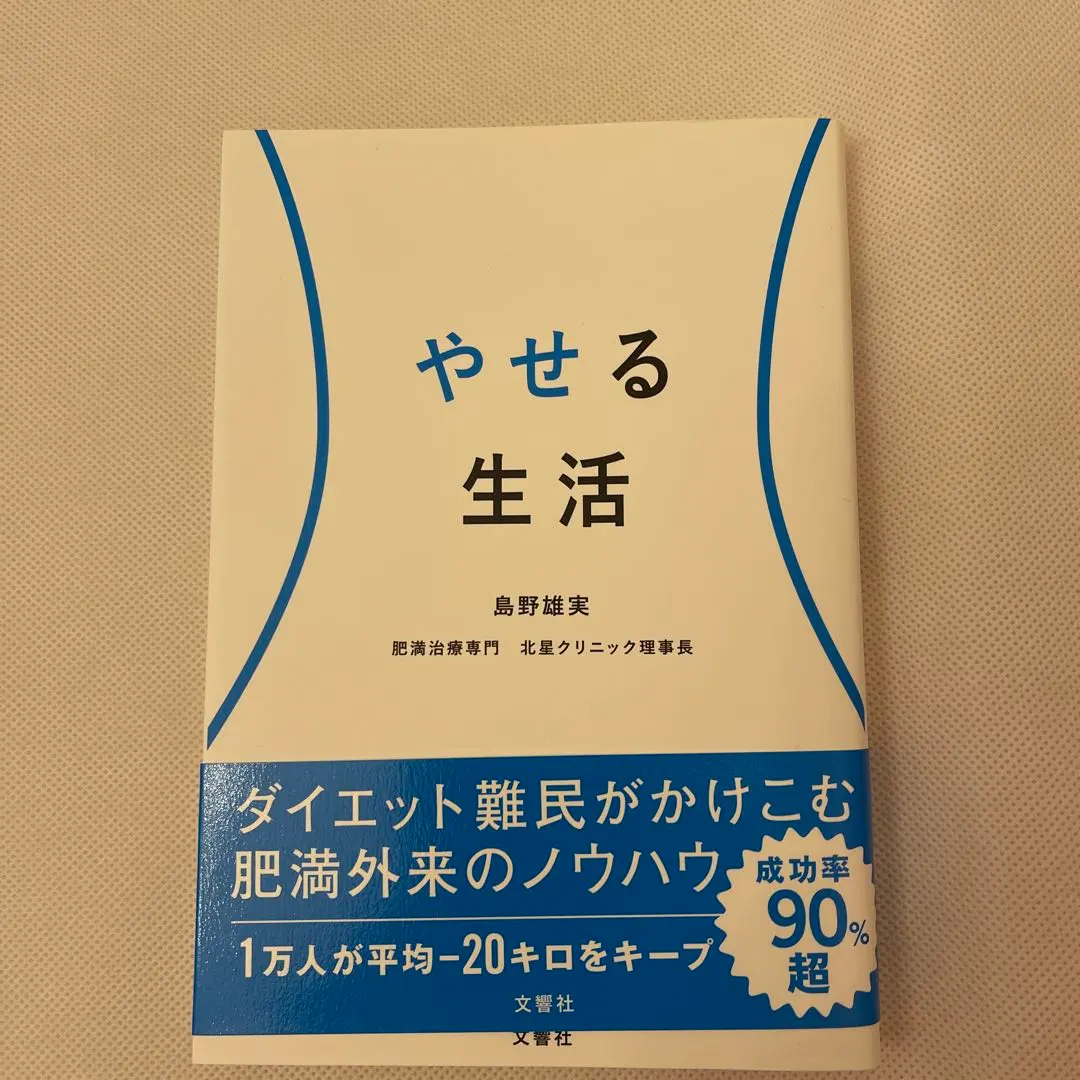 やせる
生活
島野雄実
肥満治療専門 北星クリニック理事長
ダイエット難民がかけこむ
肥満外来のノウハウ
1万人が平均−20キロをキープ
成功率
90%
超
文響社
文響社